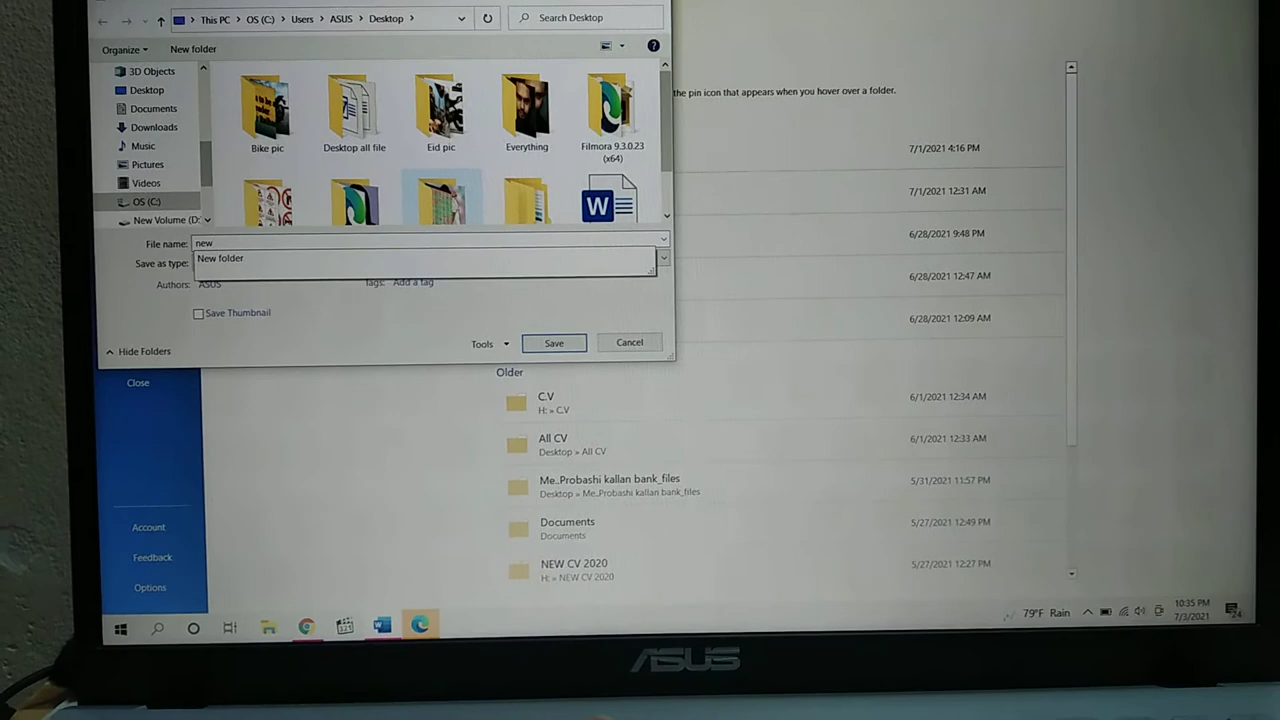 This PC > OS (C:) > Users > ASUS > Desktop >
Search Desktop
Organize
New folder
3D Objects
Desktop
Documents
Downloads
Music
Pictures
Videos
OS (C:)
New Volume (D:
Bike pic
Desktop all file
Eid pic
Everything
Filmora 9.3.0.23
(x64)
W
File name: new
New folder
Save as type:
Authors: ASUS
Tags: Add a tag
Save Thumbnail
Hide Folders
Tools
Save
Cancel
the pin icon that appears when you hover over a folder.
7/1/2021 4:16 PM
7/1/2021 12:31 AM
6/28/2021 9:48 PM
6/28/2021 12:47 AM
6/28/2021 12:09 AM
Older
C.V
H: » C.V
6/1/2021 12:34 AM
All CV
Desktop » All CV
6/1/2021 12:33 AM
Me..Probashi kallan bank_files
Desktop » Me..Probashi kallan bank_files
5/31/2021 11:57 PM
Documents
Documents
5/27/2021 12:49 PM
NEW CV 2020
H: » NEW CV 2020
5/27/2021 12:27 PM
Close
Account
Feedback
Options
79°F Rain
10:35 PM
7/3/2021
24
ASUS